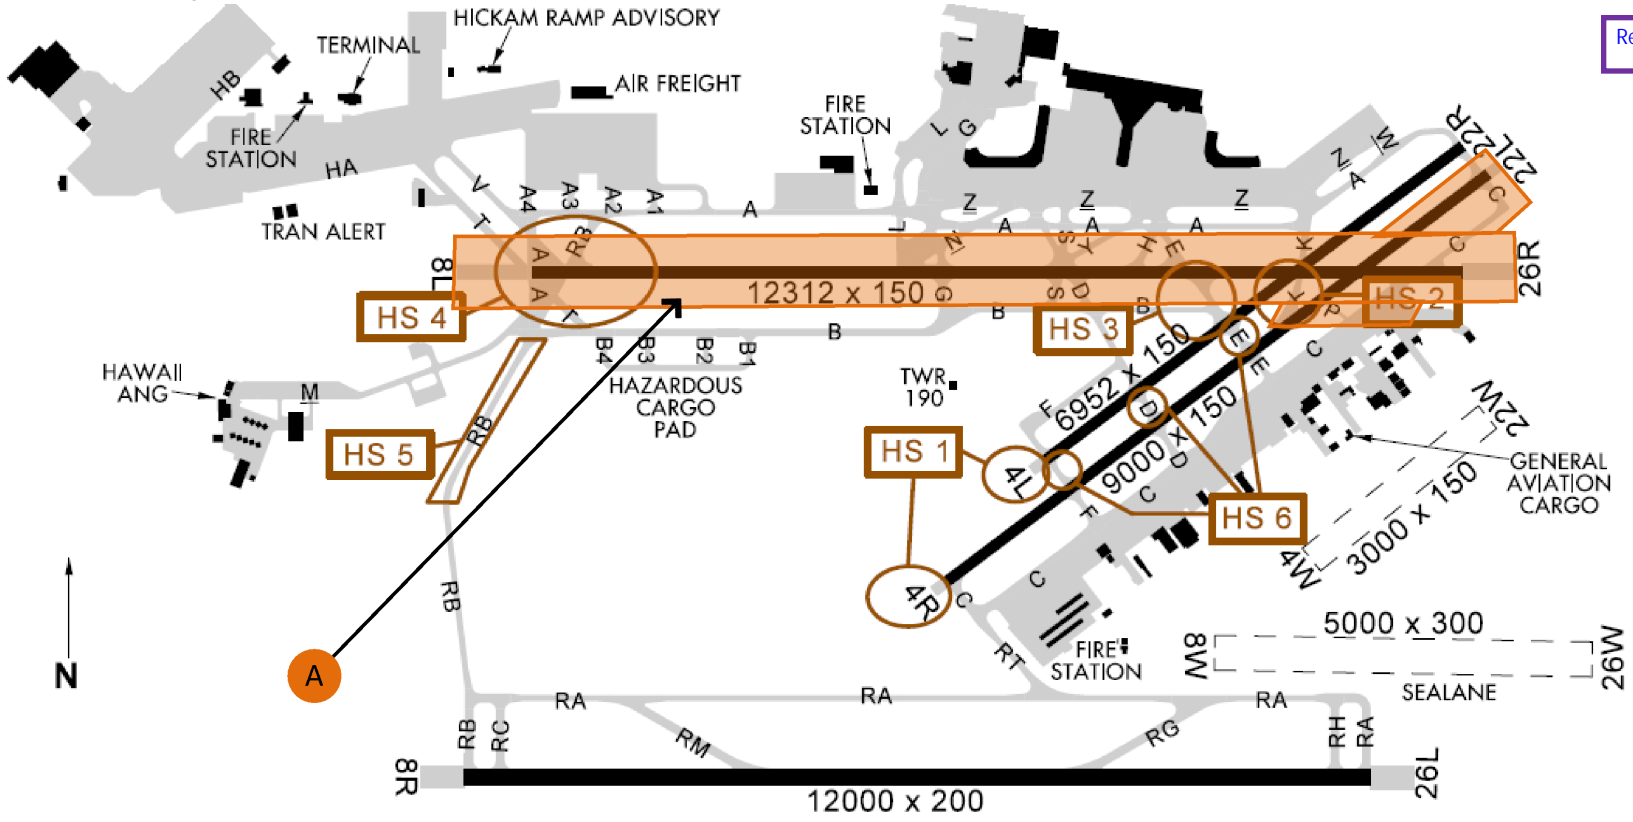 HICKAM RAMP ADVISORY
TERMINAL
Re
HB
AIR FREIGHT
FIRE
STATION
FIRE
STATION
L
G
22R
22L
HA
Z
W
A
V
T
A4
A3
A2
A1
A
Z
Z
Z
C
TRAN ALERT
L
A
A
A
RB
N
S
Y
H
E
K
C
8L
A
26R
A
12312 x 150
G
S
D
B
T
P
HS 2
HS 4
L
B
B
HS 3
E
C
B4
B3
B2
B1
E
HAWAII
ANG
M
HAZARDOUS
CARGO
PAD
TWR
190
F
6952 x 150
D
22W
RB
HS 5
HS 1
4L
9000 x 150
D
C
GENERAL
AVIATION
CARGO
F
HS 6
3000 x 150
4W
RB
4R
C
C
N
A
RT
FIRE
STATION
5000 x 300
8W
26W
SEALANE
RA
RA
RA
RB
RC
RM
RG
RH
RA
8R
26L
12000 x 200